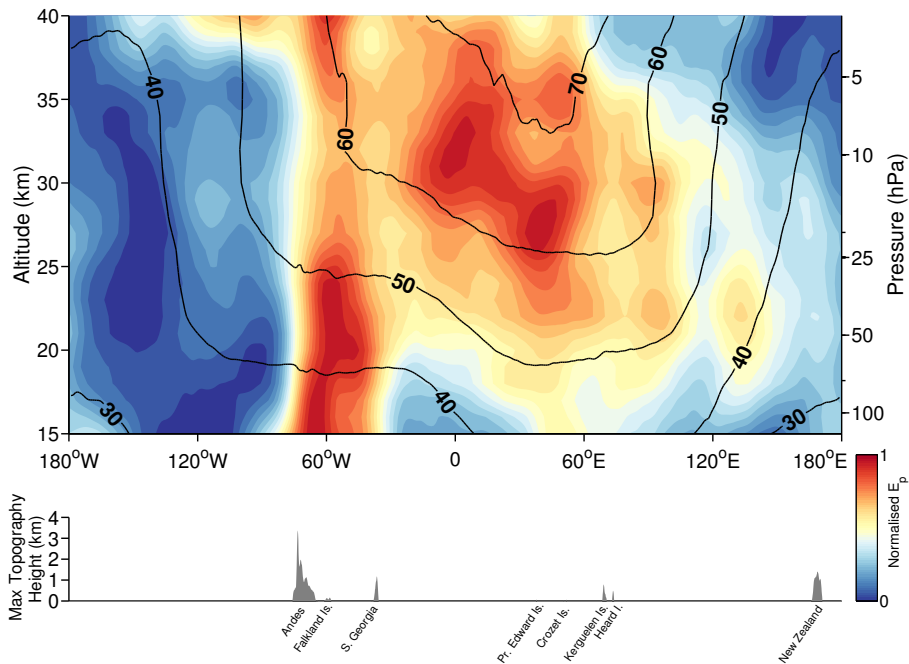 40
35
30
25
20
15
Altitude (km)
180°W
120°W
60°W
0
60°E
120°E
180°E
5
10
25
50
100
Pressure (hPa)
40
60
70
60
50
50
40
30
40
30
1
0
Normalised Ep
4
3
2
1
0
Max Topography
Height (km)
Andes
Falkland Is.
S. Georgia
Pr. Edward Is.
Crozet Is.
Kerguelen Is.
Heard I.
New Zealand